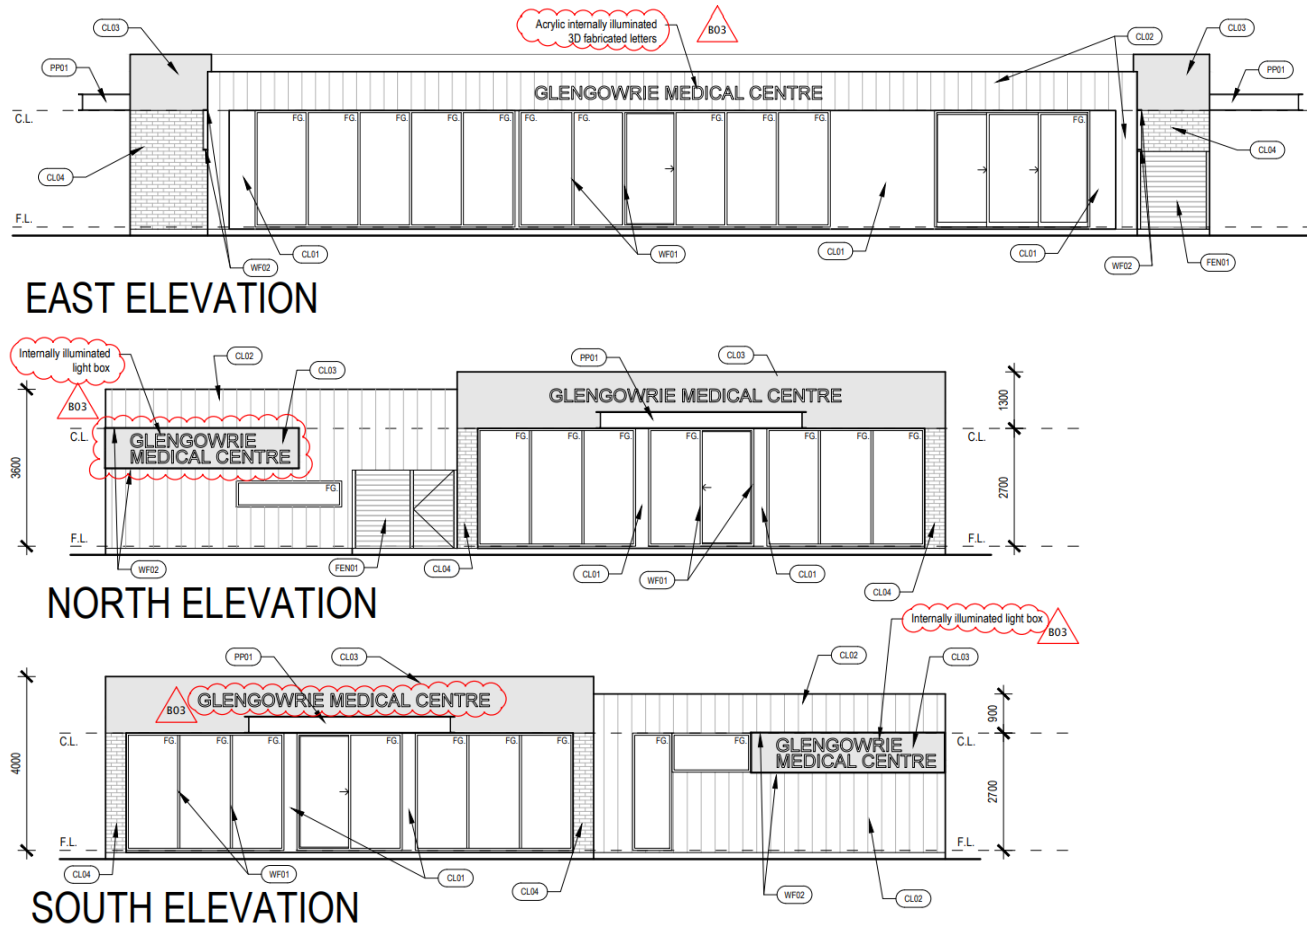 CL03
Acrylic internally illuminated
3D fabricated letters
B03
CL02
CL03
PP01
PP01
GLENGOWRIE MEDICAL CENTRE
C.L.
FG. FG. FG. FG. FG. FG. FG. FG. FG. FG. FG. FG.
CL04
CL04
F.L.
WF02
CL01
WF01
CL01
CL01
WF02
FEN01
EAST ELEVATION
Internally illuminated
light box
CL02
CL03
PP01
CL03
B03
GLENGOWRIE MEDICAL CENTRE
1300
C.L.
GLENGOWRIE
MEDICAL CENTRE
FG. FG. FG. FG. FG. FG. FG. FG.
C.L.
3600
FG.
2700
F.L.
F.L.
WF02
FEN01
CL04
CL01
WF01
CL01
CL04
NORTH ELEVATION
Internally illuminated light box
B03
PP01
CL03
CL02
CL03
B03
GLENGOWRIE MEDICAL CENTRE
900
C.L.
FG. FG. FG. FG. FG. FG. FG. FG. FG. FG.
GLENGOWRIE
MEDICAL CENTRE
C.L.
4000
2700
F.L.
F.L.
CL04
WF01
CL01
CL04
WF02
CL02
SOUTH ELEVATION